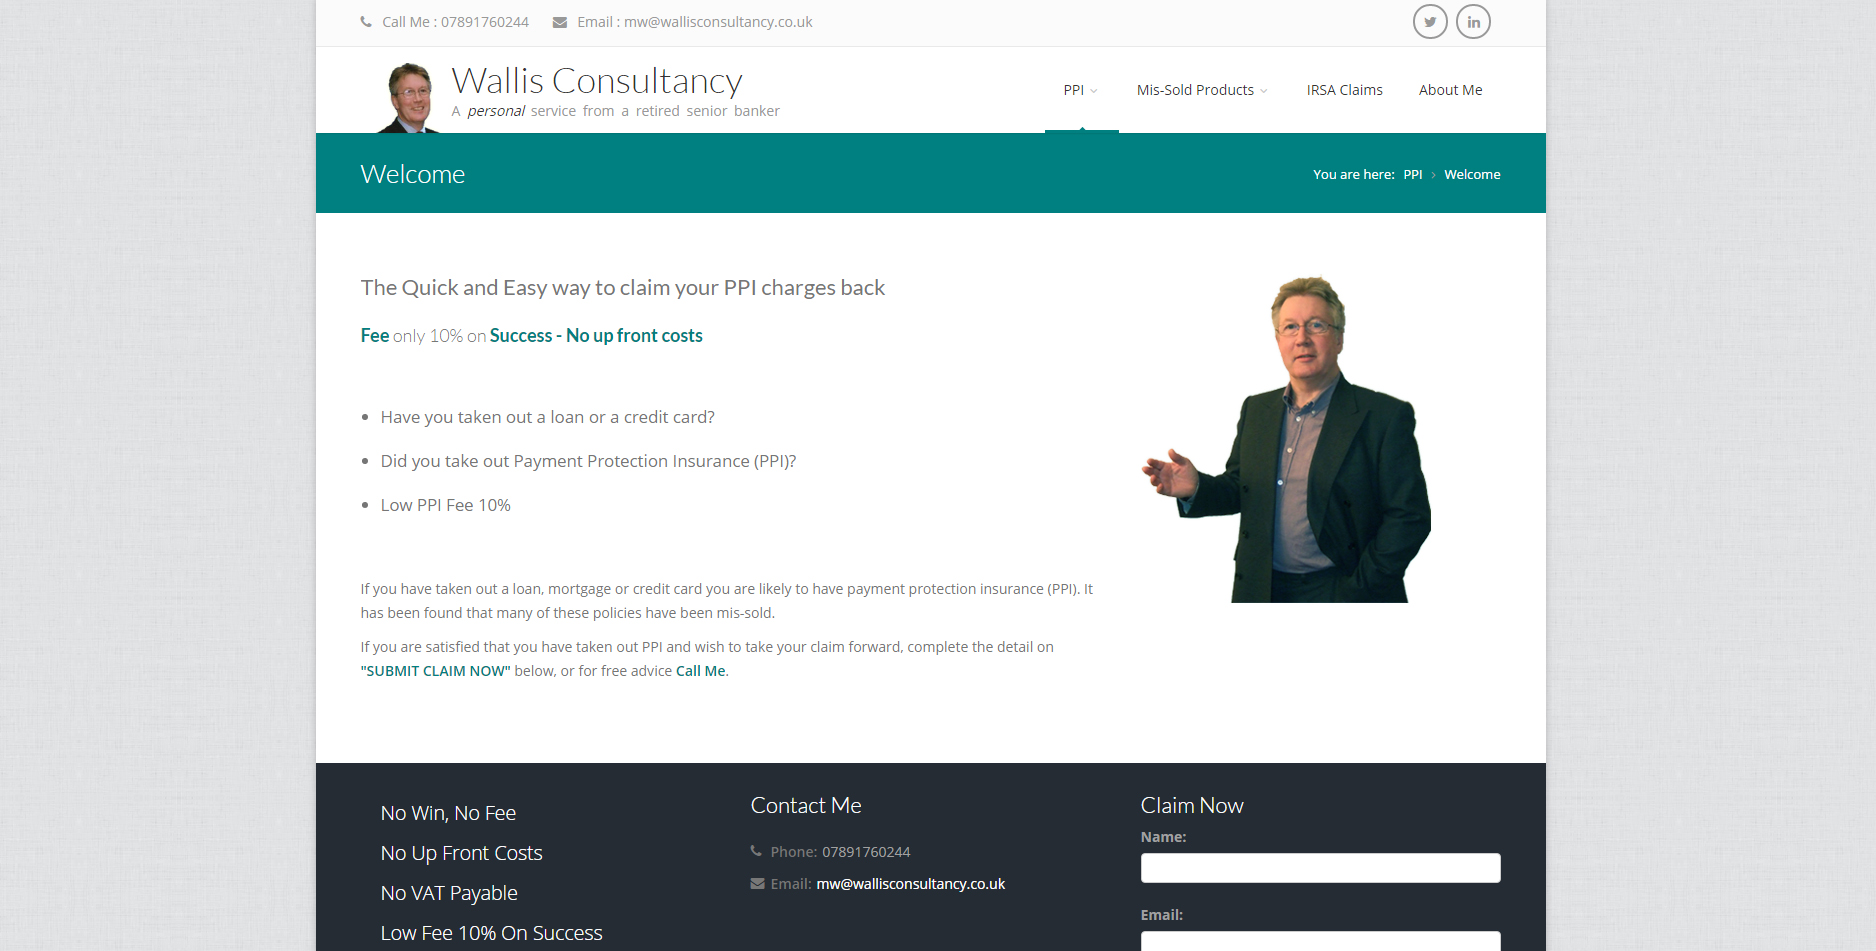 Call Me : 07891760244 Email : mw@wallisconsultancy.co.uk
Wallis Consultancy
A personal service from a retired senior banker
PPI Mis-Sold Products IRSA Claims About Me
Welcome
You are here: PPI > Welcome
The Quick and Easy way to claim your PPI charges back
Fee only 10% on Success - No up front costs
• Have you taken out a loan or a credit card?
• Did you take out Payment Protection Insurance (PPI)?
• Low PPI Fee 10%
If you have taken out a loan, mortgage or credit card you are likely to have payment protection insurance (PPI). It
has been found that many of these policies have been mis-sold.
If you are satisfied that you have taken out PPI and wish to take your claim forward, complete the detail on
"SUBMIT CLAIM NOW" below, or for free advice Call Me.
No Win, No Fee
No Up Front Costs
No VAT Payable
Low Fee 10% On Success
Contact Me
Phone: 07891760244
Email: mw@wallisconsultancy.co.uk
Claim Now
Name:
Email: